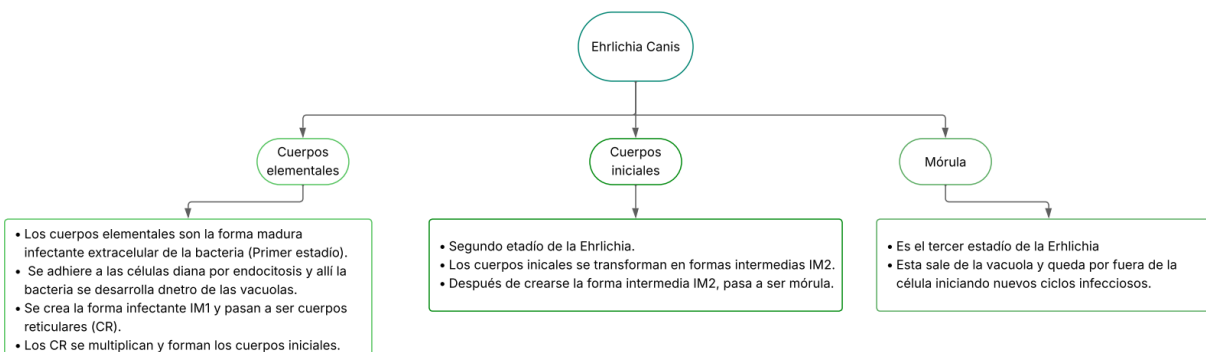 Ehrlichia Canis
Cuerpos
elementales
Cuerpos
iniciales
Mórula
• Los cuerpos elementales son la forma madura
infectante extracelular de la bacteria (Primer estadío).
• Se adhiere a las células diana por endocitosis y allí la
bacteria se desarrolla dnetro de las vacuolas.
• Se crea la forma infectante IM1 y pasan a ser cuerpos
reticulares (CR).
• Los CR se multiplican y forman los cuerpos iniciales.
• Segundo etadío de la Ehrlichia.
• Los cuerpos inicales se transforman en formas intermedias IM2.
• Después de crearse la forma intermedia IM2, pasa a ser mórula.
• Es el tercer estadío de la Erhlichia
• Esta sale de la vacuola y queda por fuera de la
célula iniciando nuevos ciclos infecciosos.